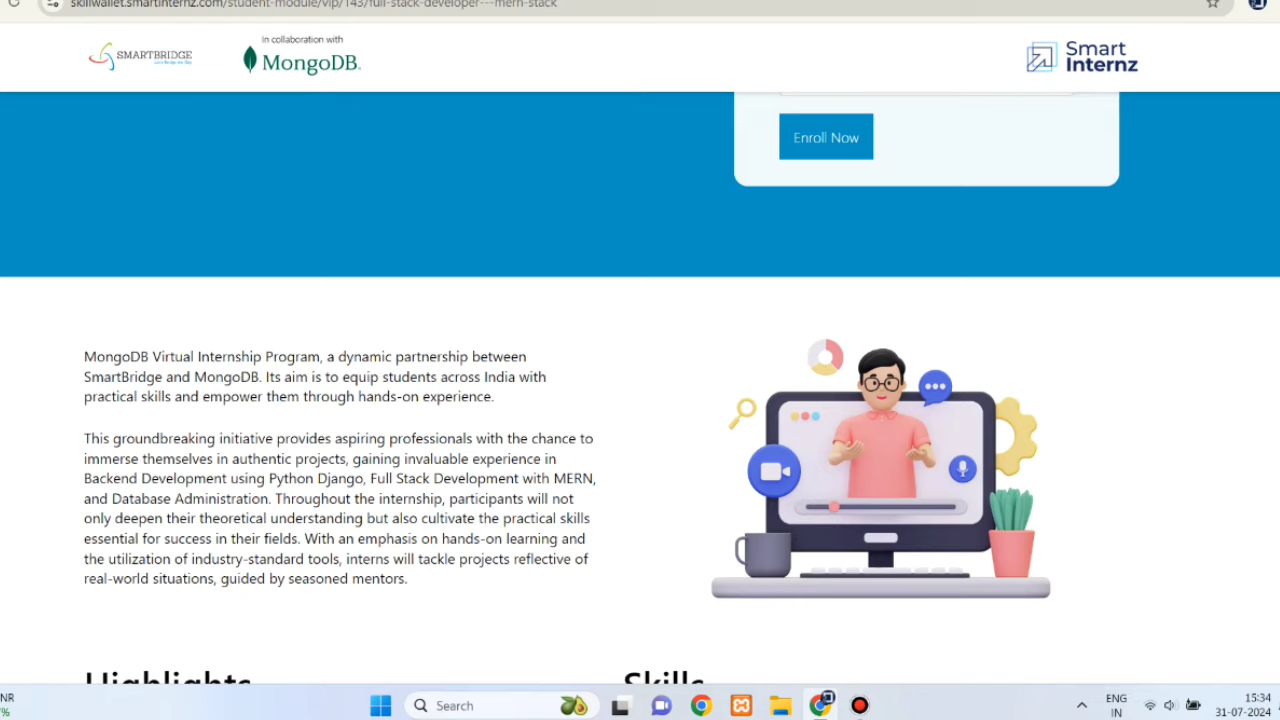 skillwallet.smartinternz.com/student-module/vip/143/full-stack-developer---mern-stack
SMARTBRIDGE
In collaboration with
MongoDB.
Smart
Internz
Enroll Now
MongoDB Virtual Internship Program, a dynamic partnership between
SmartBridge and MongoDB. Its aim is to equip students across India with
practical skills and empower them through hands-on experience.
This groundbreaking initiative provides aspiring professionals with the chance to
immerse themselves in authentic projects, gaining invaluable experience in
Backend Development using Python Django, Full Stack Development with MERN,
and Database Administration. Throughout the internship, participants will not
only deepen their theoretical understanding but also cultivate the practical skills
essential for success in their fields. With an emphasis on hands-on learning and
the utilization of industry-standard tools, interns will tackle projects reflective of
real-world situations, guided by seasoned mentors.
Highlights
Skills
NR
%
Search
ENG
IN
15:34
31-07-2024